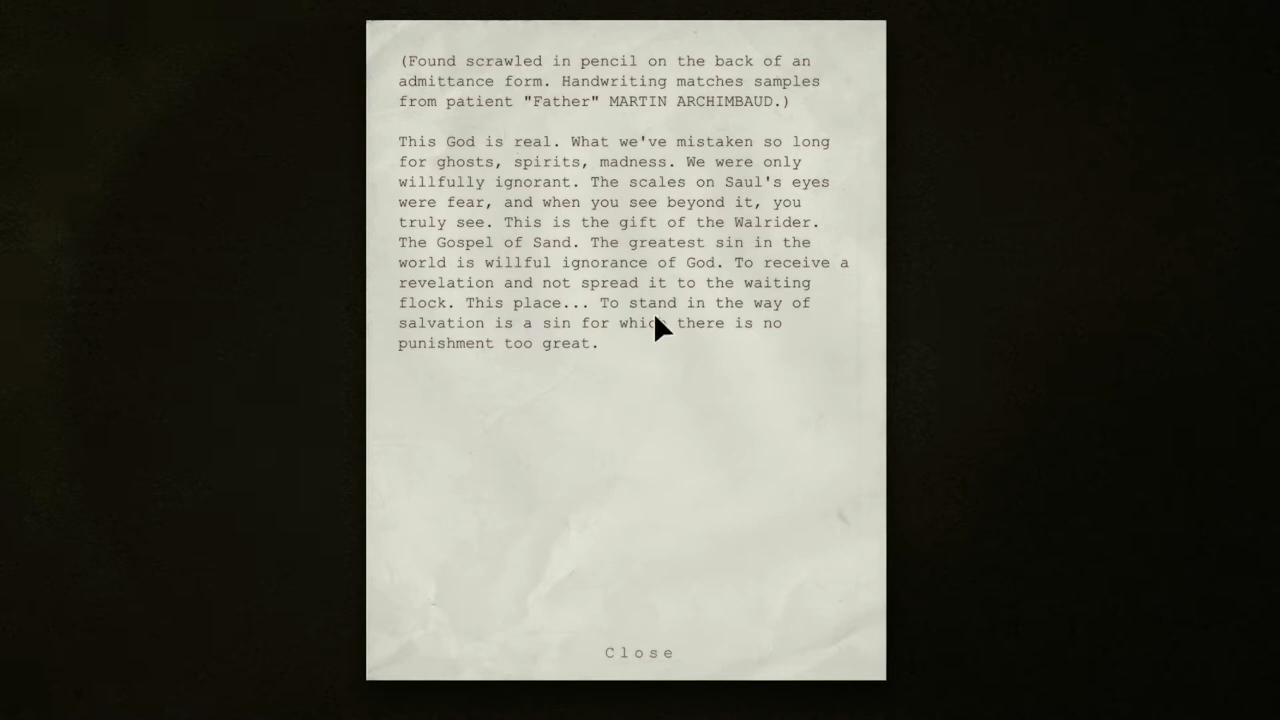 (Found scrawled in pencil on the back of an
admittance form. Handwriting matches samples
from patient "Father" MARTIN ARCHIMBAUD.)
This God is real. What we've mistaken so long
for ghosts, spirits, madness. We were only
willfully ignorant. The scales on Saul's eyes
were fear, and when you see beyond it, you
truly see. This is the gift of the Walrider.
The Gospel of Sand. The greatest sin in the
world is willful ignorance of God. To receive a
revelation and not spread it to the waiting
flock. This place... To stand in the way of
salvation is a sin for which there is no
punishment too great.
Close